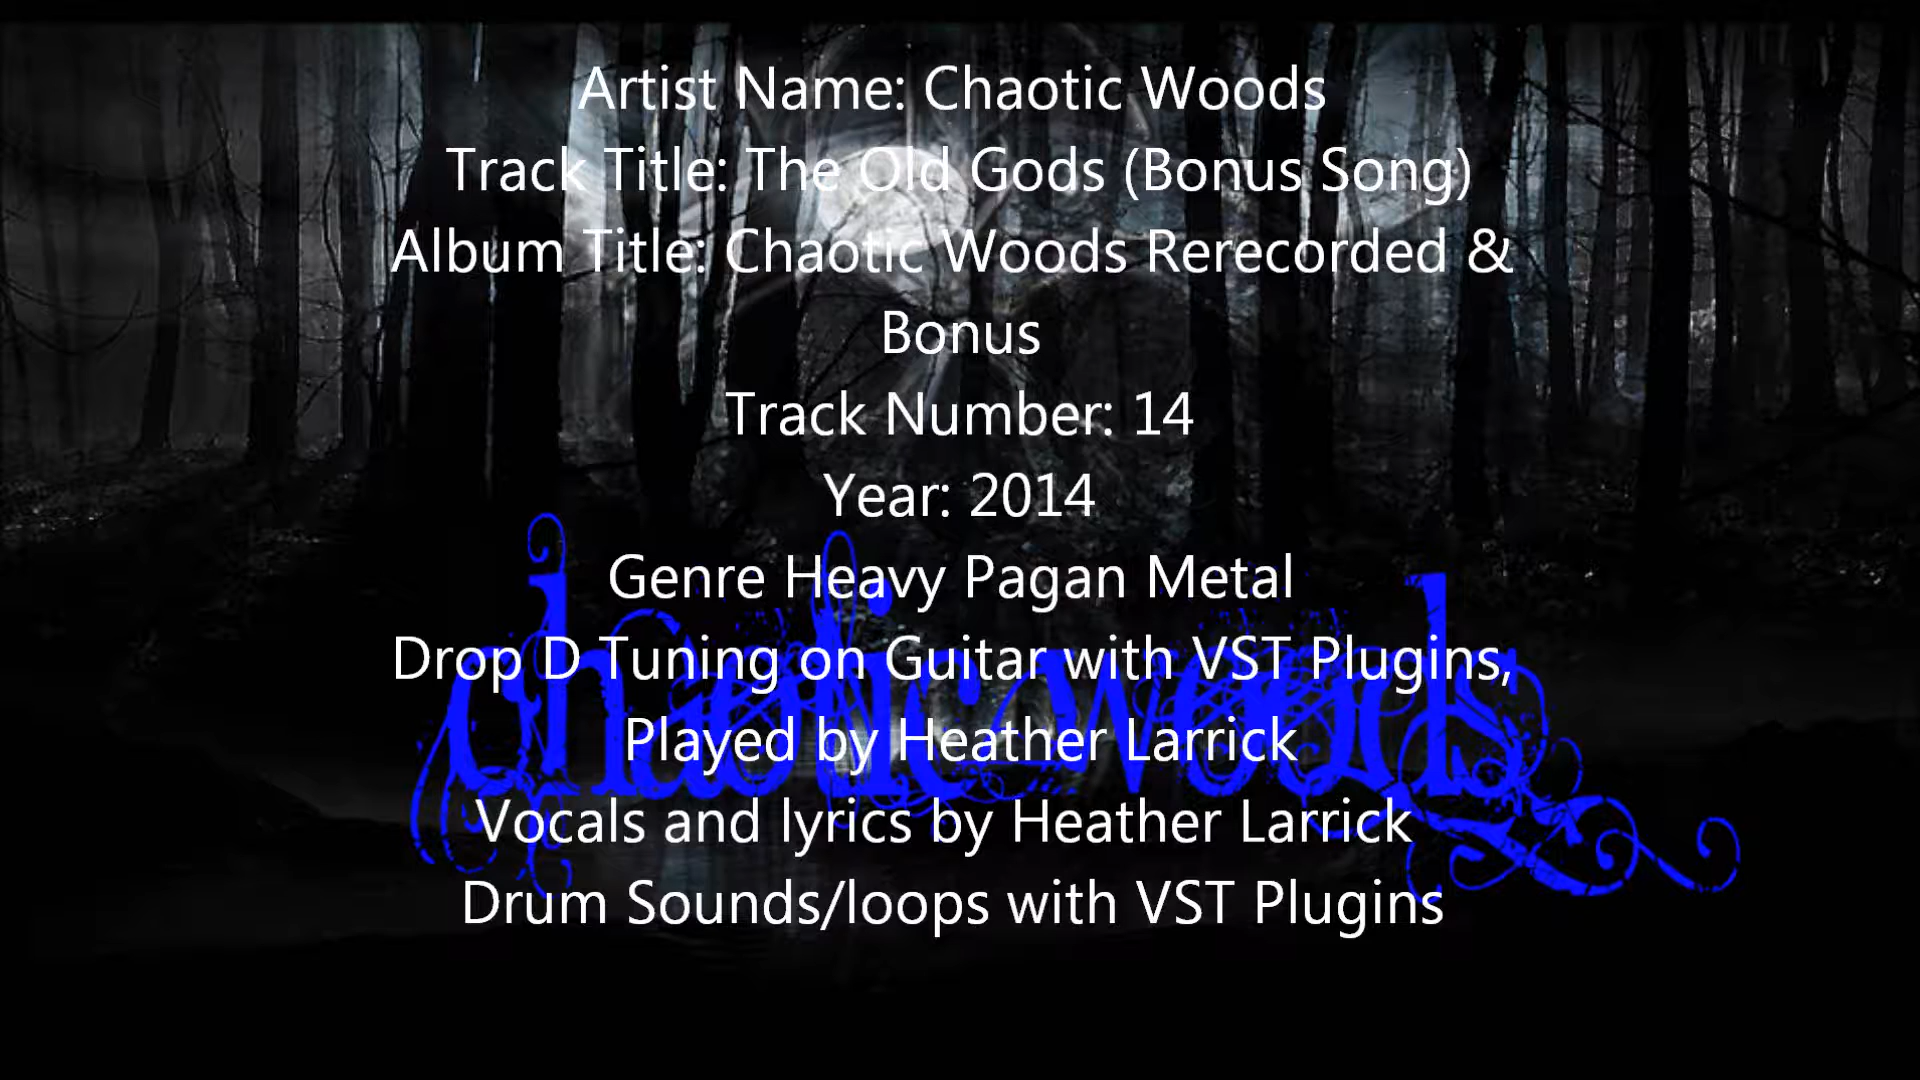 Artist Name: Chaotic Woods
Track Title: The Old Gods (Bonus Song)
Album Title: Chaotic Woods Rerecorded &
Bonus
Track Number: 14
Year: 2014
Genre Heavy Pagan Metal
Drop D Tuning on Guitar with VST Plugins,
Played by Heather Larrick
chaotic woods
Vocals and lyrics by Heather Larrick
Drum Sounds/loops with VST Plugins